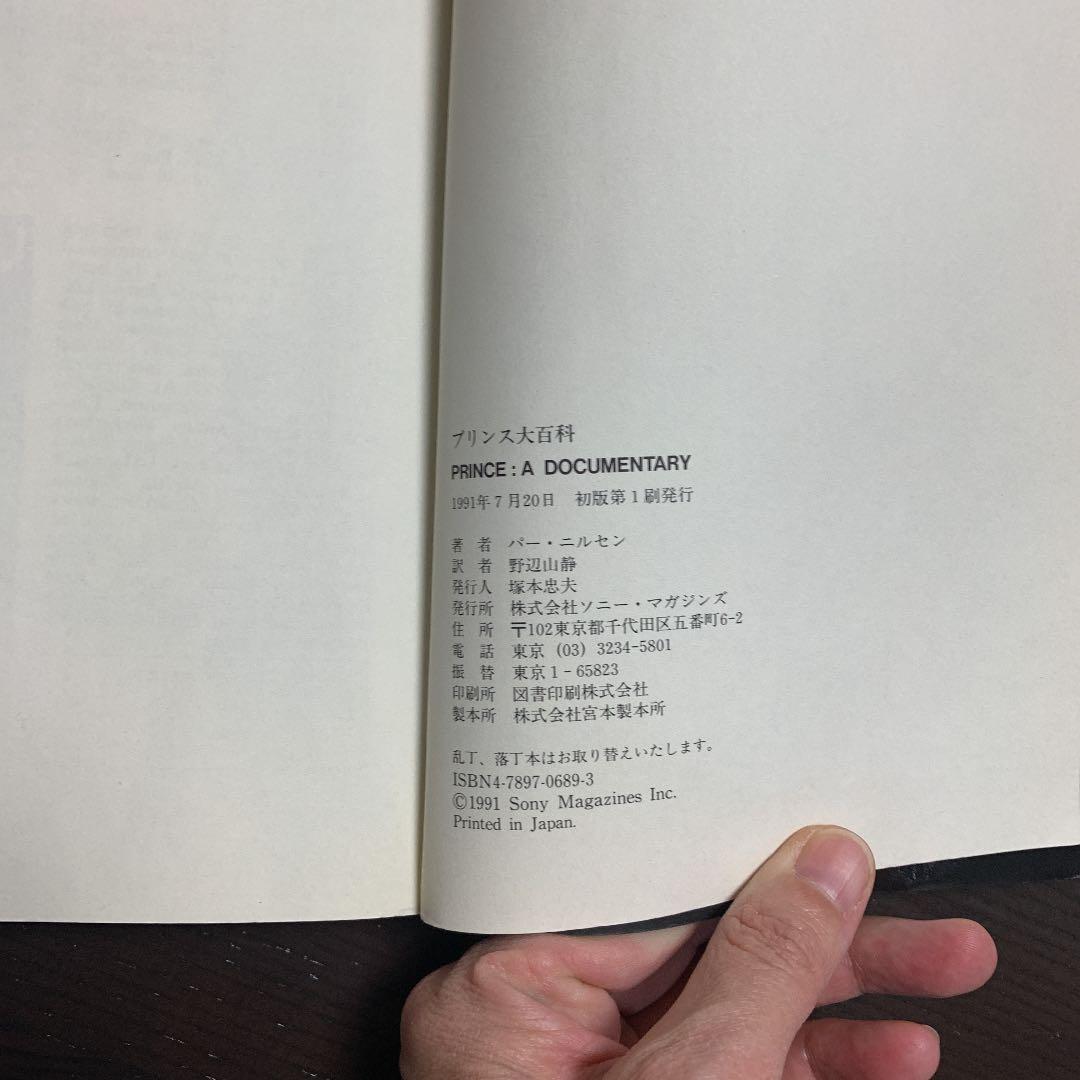 プリンス大百科
PRINCE : A DOCUMENTARY
1991年7月20日 初版第1刷発行
著者 パー・ニルセン
訳者 野辺山静
発行人 塚本忠夫
発行所 株式会社ソニー・マガジンズ
住所 〒102東京都千代田区五番町6-2
電話 東京 (03) 3234-5801
振替 東京1-65823
印刷所 図書印刷株式会社
製本所 株式会社宮本製本所
乱丁、落丁本はお取り替えいたします。
ISBN4-7897-0689-3
©1991 Sony Magazines Inc.
Printed in Japan.